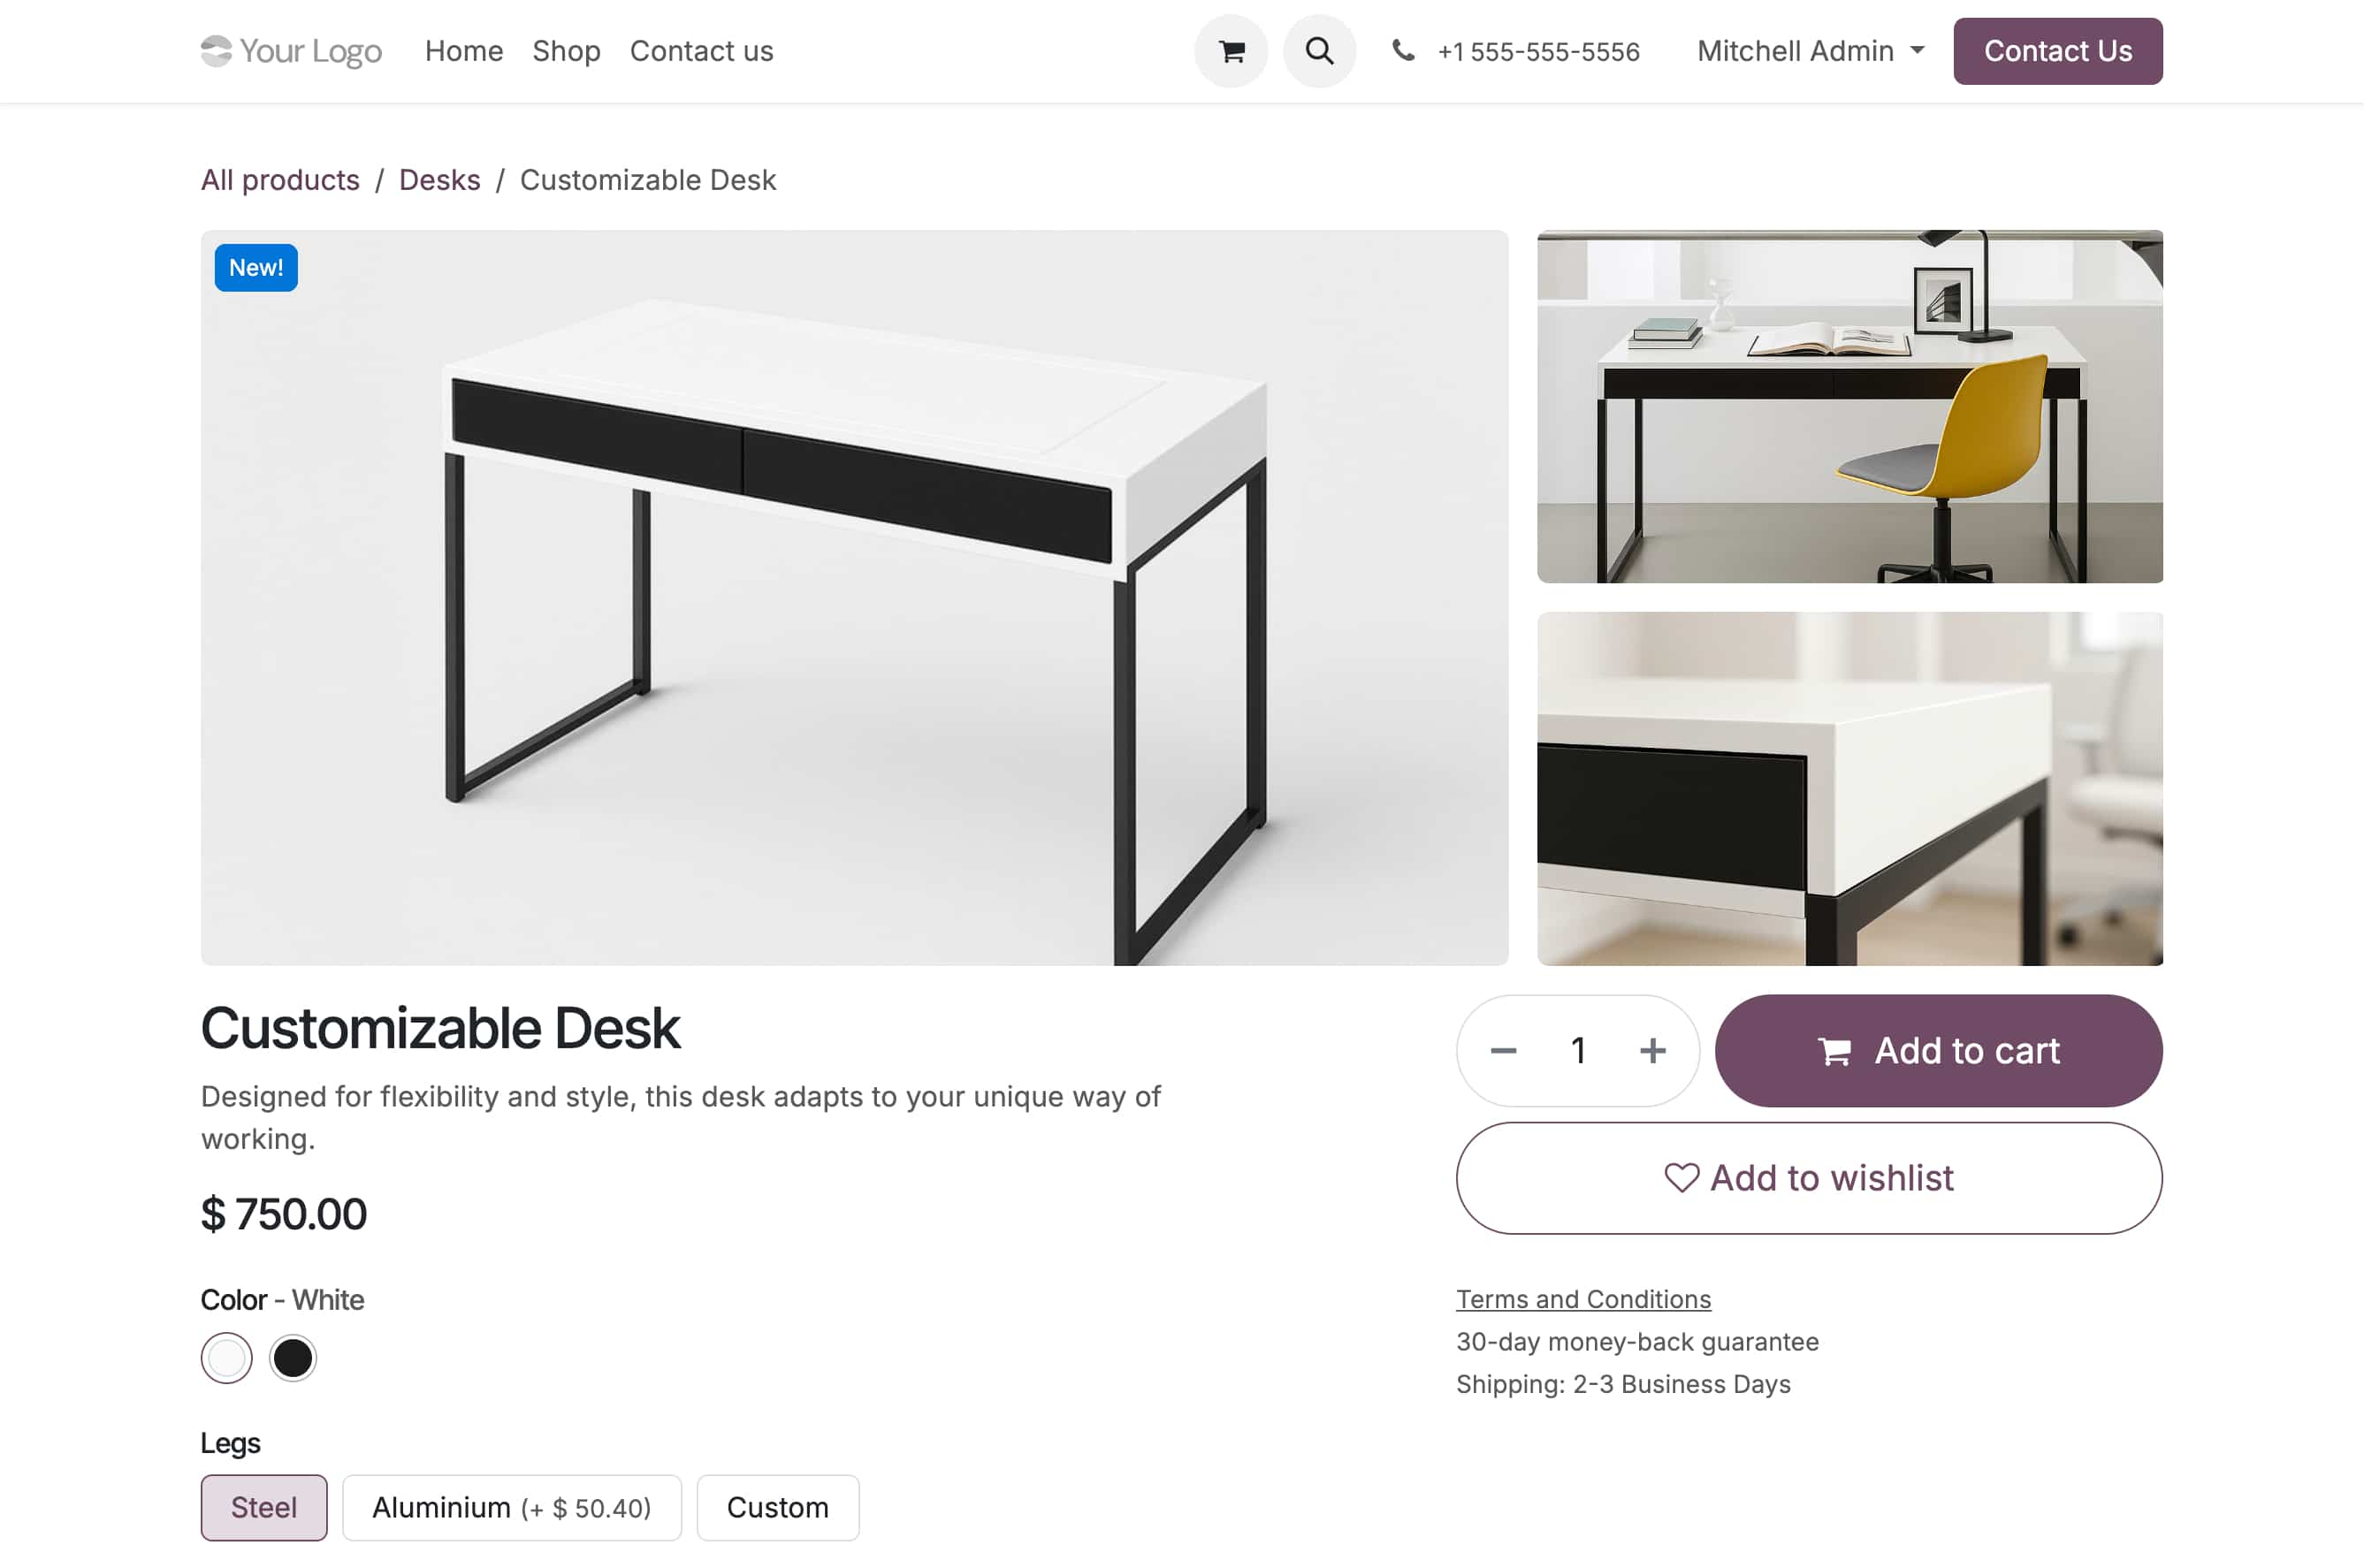 Your Logo
Home
Shop
Contact us
+1 555-555-5556
Mitchell Admin
Contact Us
All products / Desks / Customizable Desk
New!
Customizable Desk
Designed for flexibility and style, this desk adapts to your unique way of
working.
$ 750.00
1
Add to cart
Add to wishlist
Color - White
Terms and Conditions
30-day money-back guarantee
Shipping: 2-3 Business Days
Legs
Steel
Aluminium (+ $ 50.40)
Custom